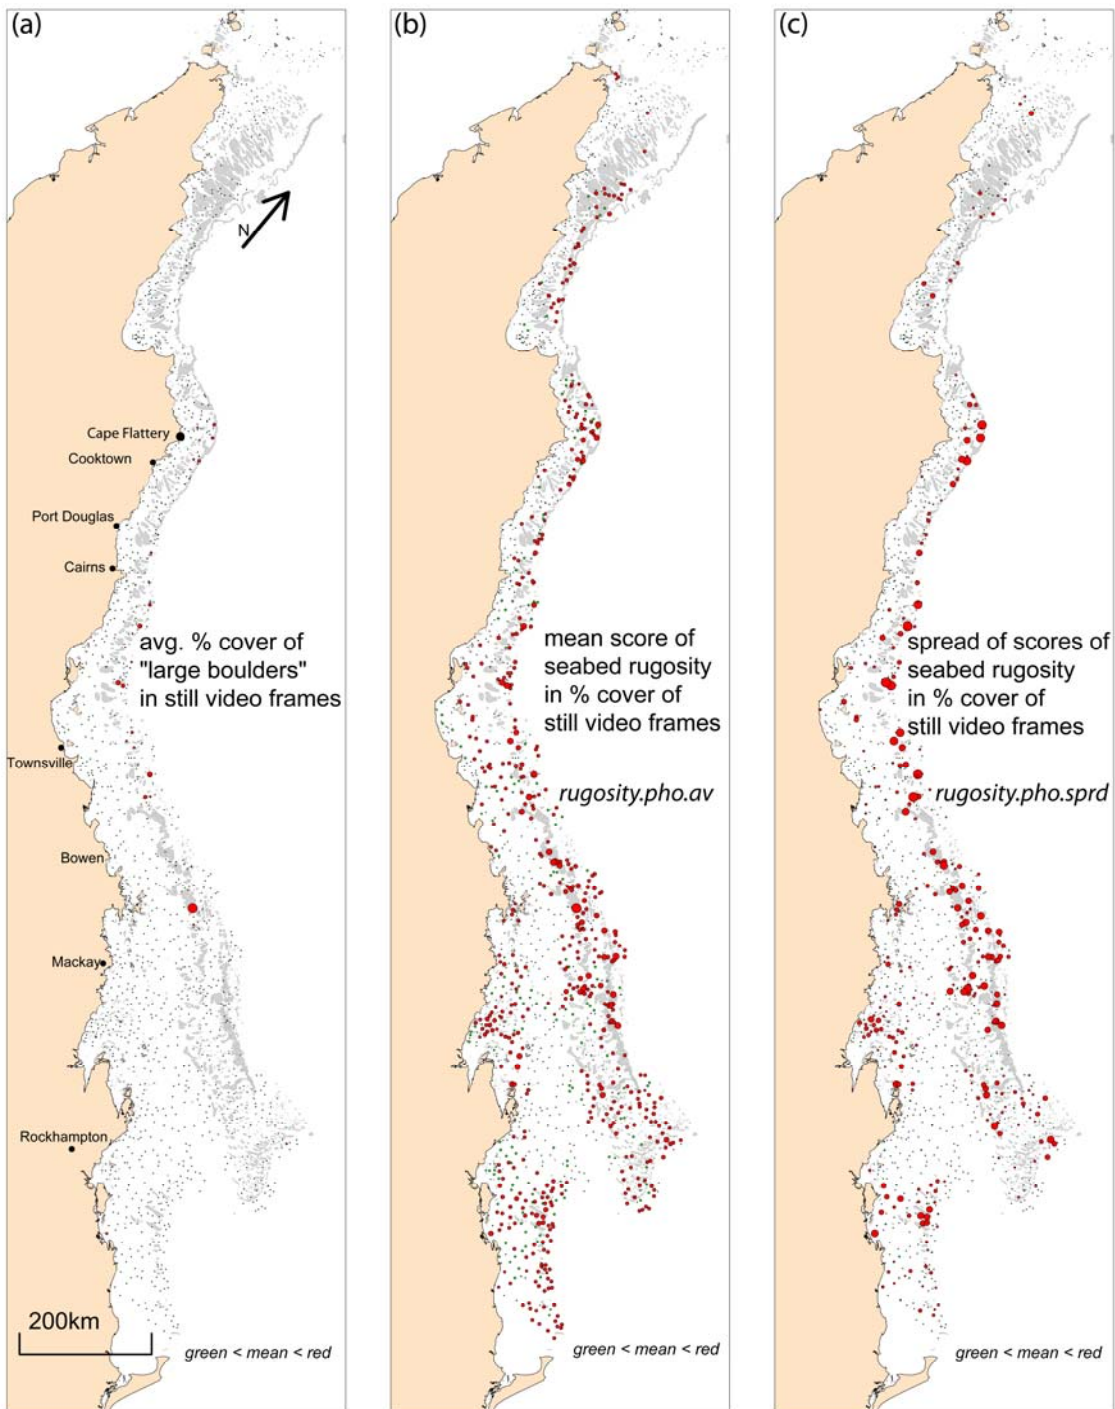 (a)
N
Cape Flattery
Cooktown
Port Douglas
Cairns
avg. % cover of
"large boulders"
in still video frames
Townsville
Bowen
Mackay
Rockhampton
200km
green < mean < red
(b)
mean score of
seabed rugosity
in % cover of
still video frames
rugosity.pho.av
green < mean < red
(c)
spread of scores of
seabed rugosity
in % cover of
still video frames
rugosity.pho.sprd
green < mean < red